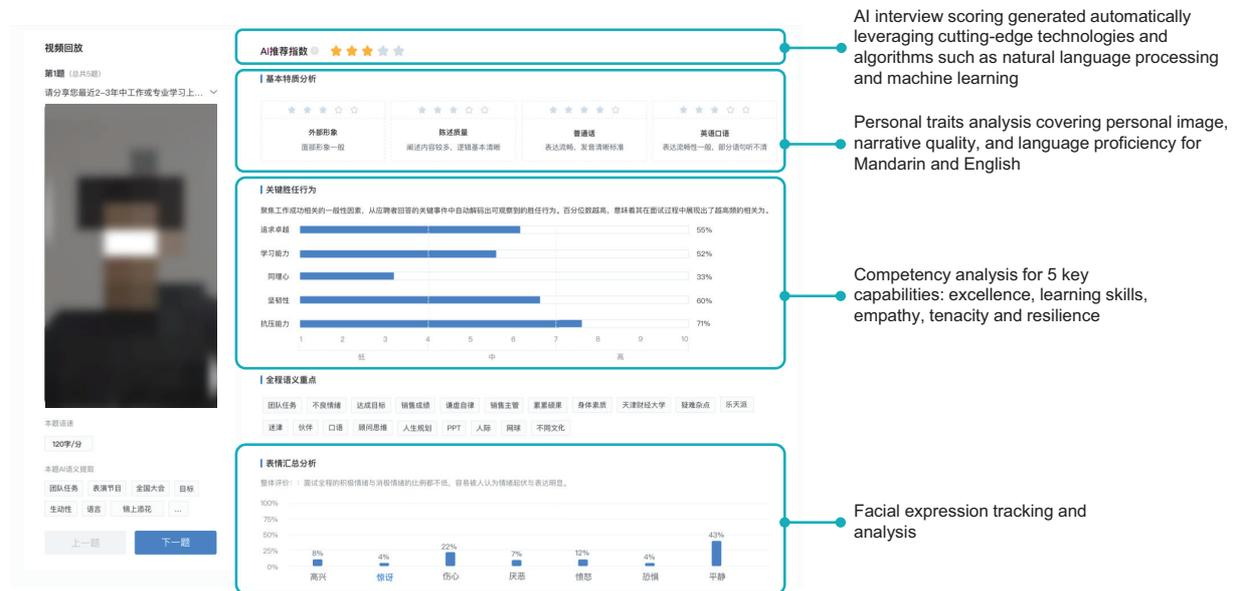 视频回放
第1题 (总共5题)
请分享您最近2-3年中工作或专业学习上...
本题语速
120字/分
本题AI语义提取
团队任务 表演节目 全国大会 目标
生动性 语言 锦上添花 ...
上一题 下一题
AI推荐指数
基本特质分析
外部形象 陈述质量 普通话 英语口语
面部形象一般 阐述内容较多、逻辑基本清晰 表达流畅、发音清晰标准 表达流畅性一般，部分语句听不清
关键胜任行为
聚焦工作成功相关的一般性因素，从应聘者回答的关键事件中自动解码出可观察到的胜任行为。百分位数越高，意味着其在面试过程中展现出了越高频的相关为。
追求卓越 55%
学习能力 52%
同理心 33%
坚韧性 60%
抗压能力 71%
1 2 3 4 5 6 7 8 9 10
低 中 高
全程语义重点
团队任务 不良情绪 达成目标 销售成绩 谦虚自律 销售主管 累累硕果 身体素质 天津财经大学 疑难杂点 乐天派
迷津 伙伴 口语 顾问思维 人生规划 PPT 人际 网球 不同文化
表情汇总分析
整体评价：：面试全程的积极情绪与消极情绪的比例都不低，容易被人认为情绪起伏与表达明显。
100%
75%
50%
25%
0%
8% 4% 22% 7% 12% 4% 43%
高兴 惊讶 伤心 厌恶 愤怒 恐惧 平静
AI interview scoring generated automatically
leveraging cutting-edge technologies and
algorithms such as natural language processing
and machine learning
Personal traits analysis covering personal image,
narrative quality, and language proficiency for
Mandarin and English
Competency analysis for 5 key
capabilities: excellence, learning skills,
empathy, tenacity and resilience
Facial expression tracking and
analysis